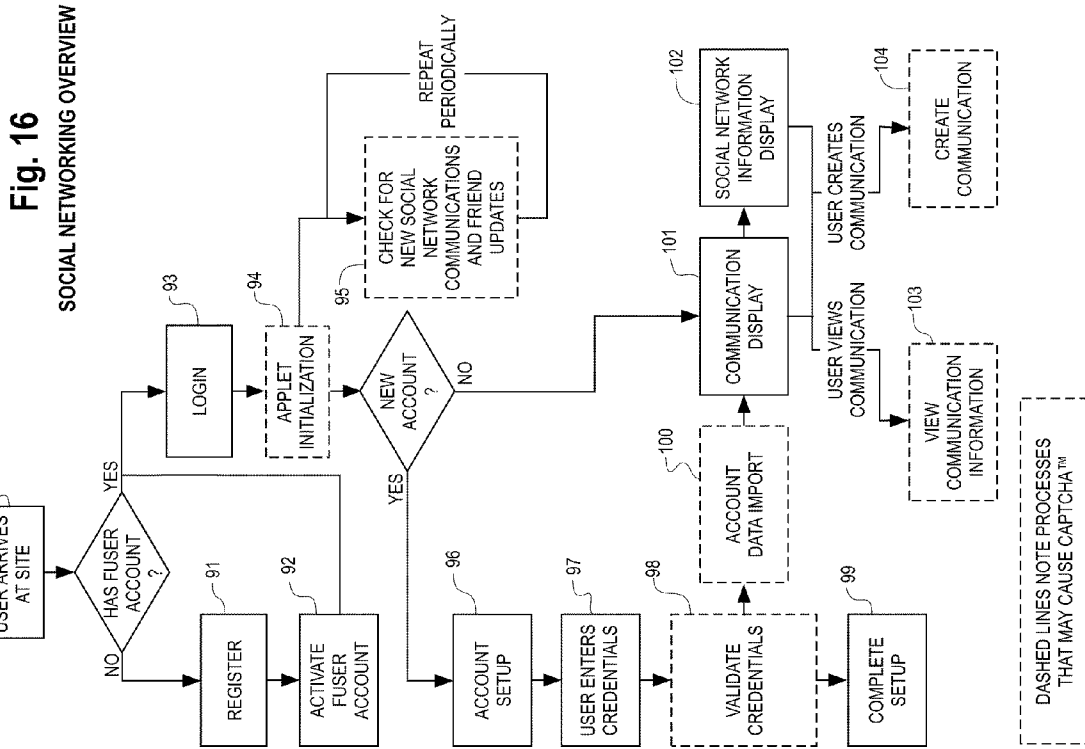 Fig. 16
SOCIAL NETWORKING OVERVIEW
USER ARRIVES
AT SITE
HAS FUSER
ACCOUNT
?
NO
YES
91
REGISTER
92
ACTIVATE
FUSER
ACCOUNT
93
LOGIN
94
APPLET
INITIALIZATION
95
CHECK FOR
NEW SOCIAL
NETWORK
COMMUNICATIONS
AND FRIEND
UPDATES
REPEAT
PERIODICALLY
NEW
ACCOUNT
?
YES
NO
96
ACCOUNT
SETUP
97
USER ENTERS
CREDENTIALS
98
VALIDATE
CREDENTIALS
99
COMPLETE
SETUP
100
ACCOUNT
DATA IMPORT
101
COMMUNICATION
DISPLAY
102
SOCIAL NETWORK
INFORMATION
DISPLAY
USER VIEWS
COMMUNICATION
USER CREATES
COMMUNICATION
103
VIEW
COMMUNICATION
INFORMATION
104
CREATE
COMMUNICATION
DASHED LINES NOTE PROCESSES
THAT MAY CAUSE CAPTCHA™